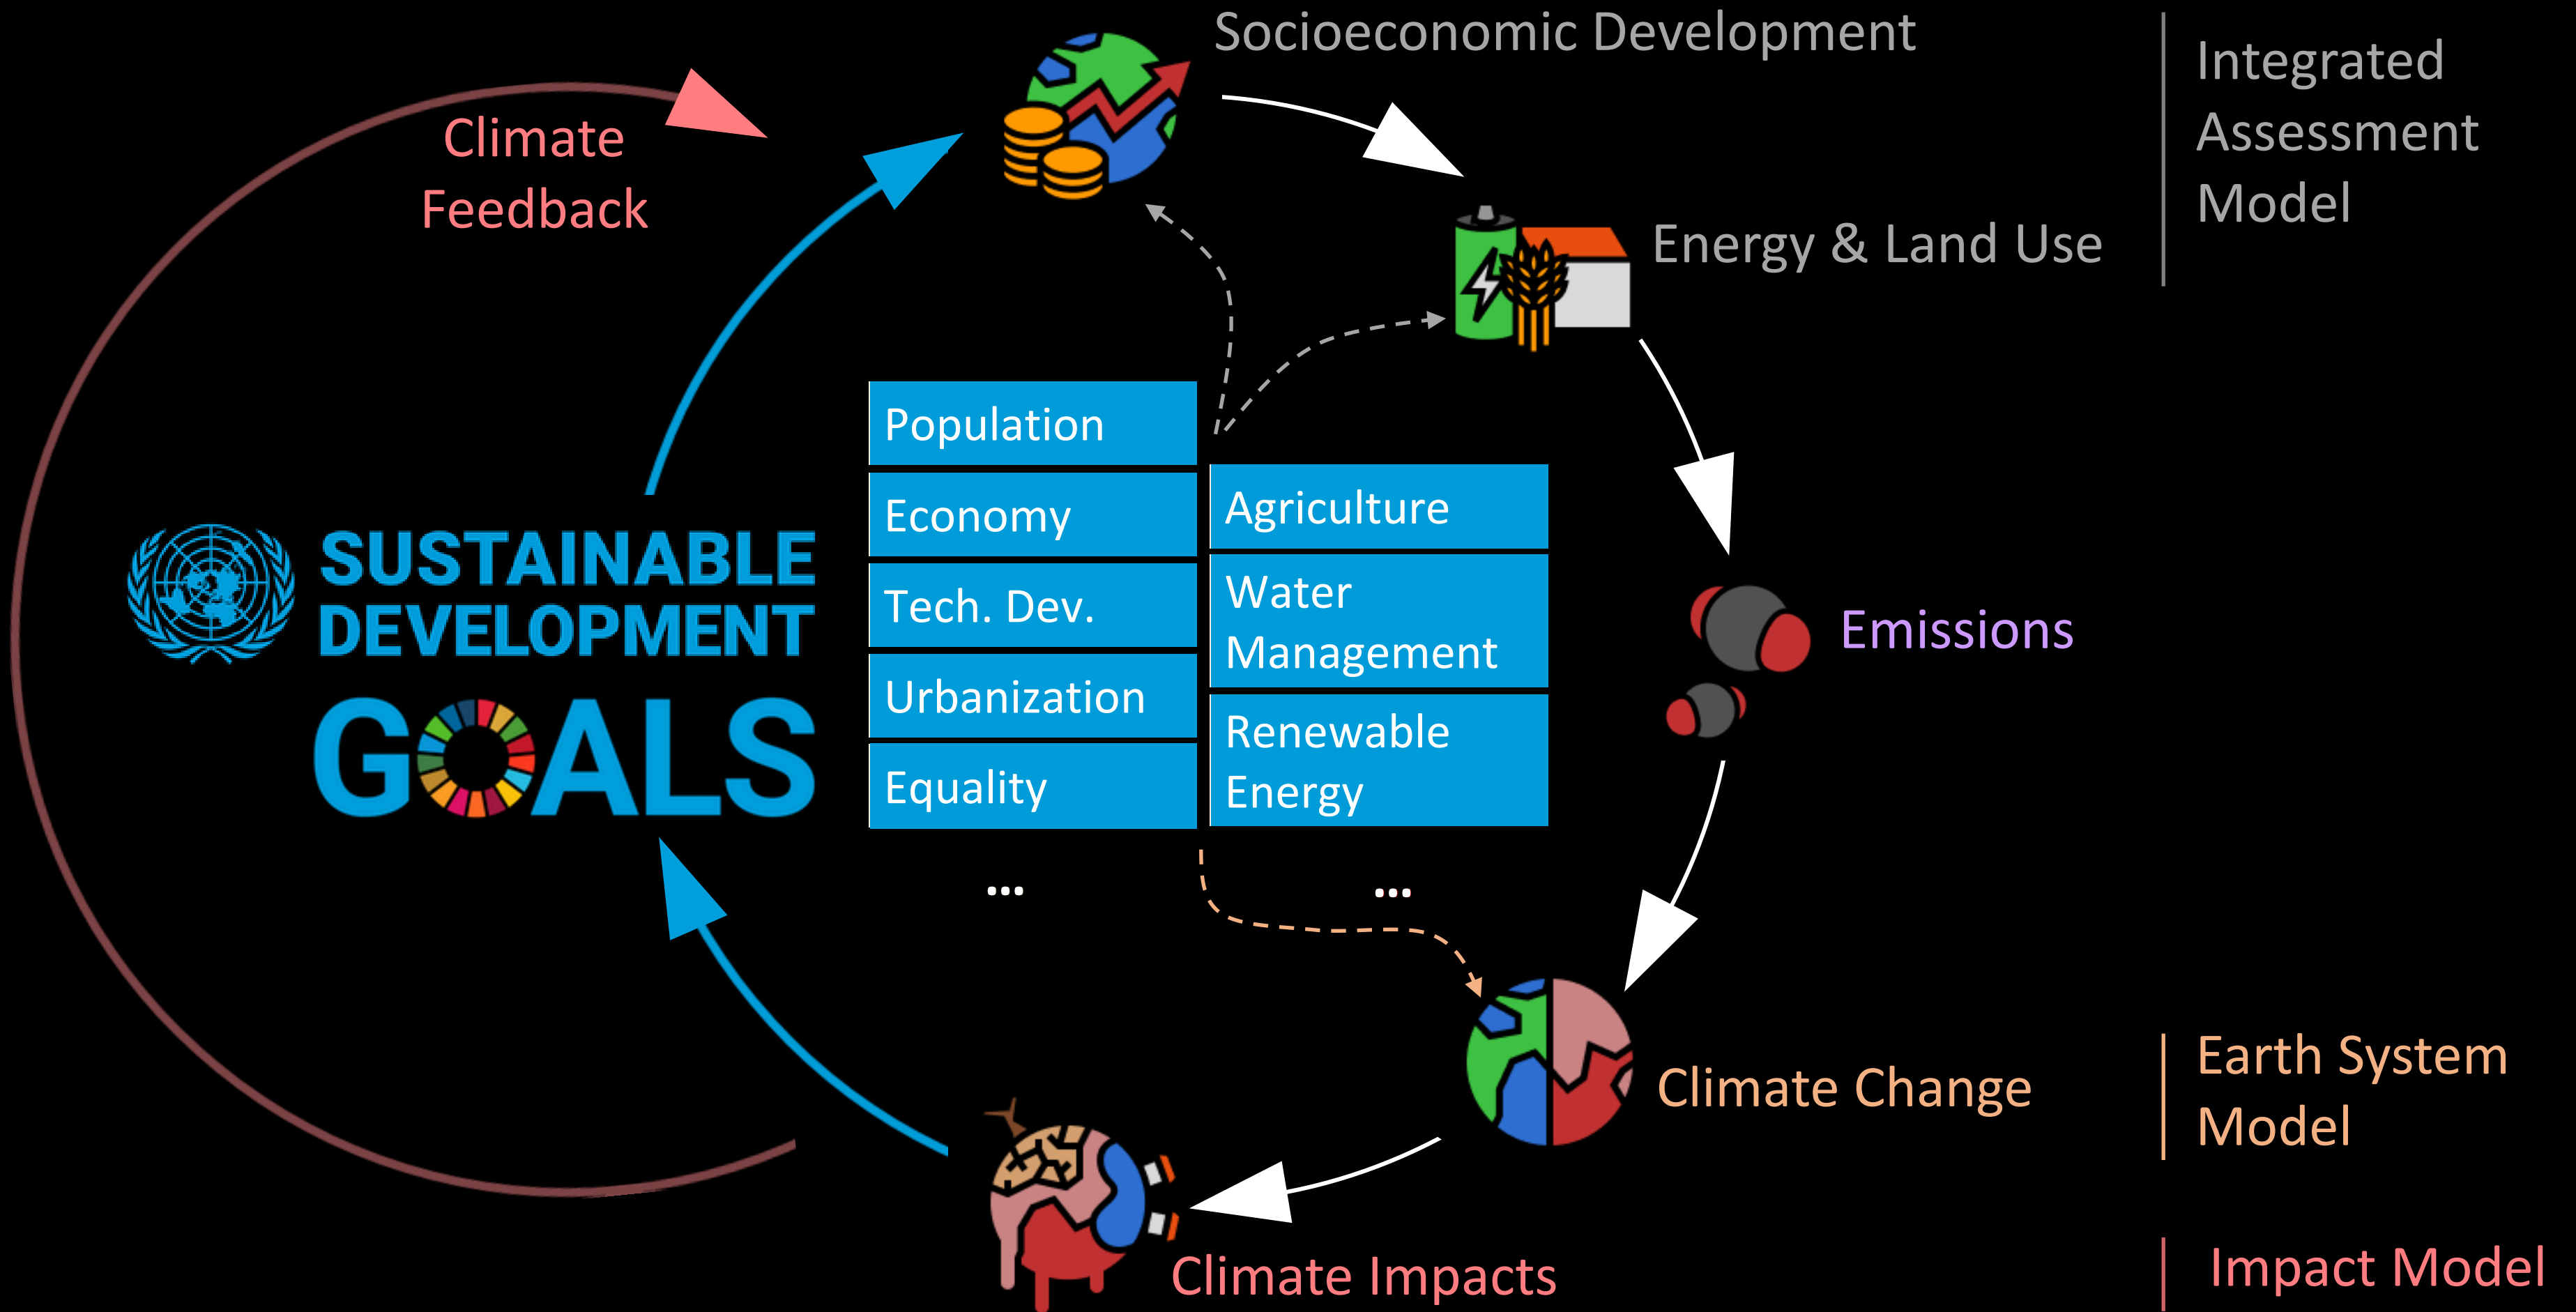 Socioeconomic Development
Integrated
Assessment
Model
Climate
Feedback
Energy & Land Use
Population
Economy
Tech. Dev.
Urbanization
Equality
...
Agriculture
Water
Management
Renewable
Energy
...
SUSTAINABLE
DEVELOPMENT
GOALS
Emissions
Climate Change
Earth System
Model
Climate Impacts
Impact Model